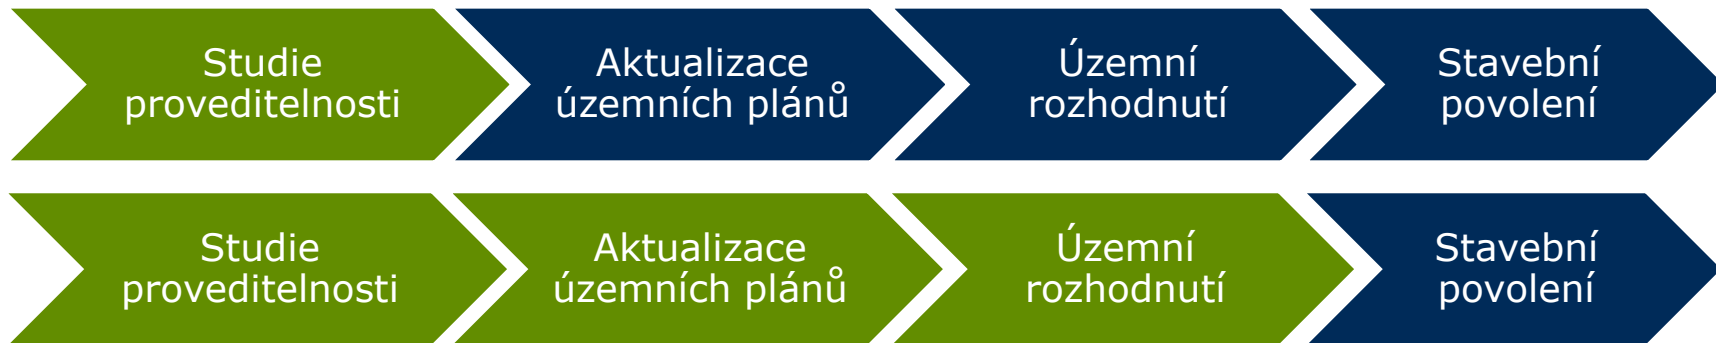 Studie
proveditelnosti
Aktualizace
územních plánů
Územní
rozhodnutí
Stavební
povolení
Studie
proveditelnosti
Aktualizace
územních plánů
Územní
rozhodnutí
Stavební
povolení